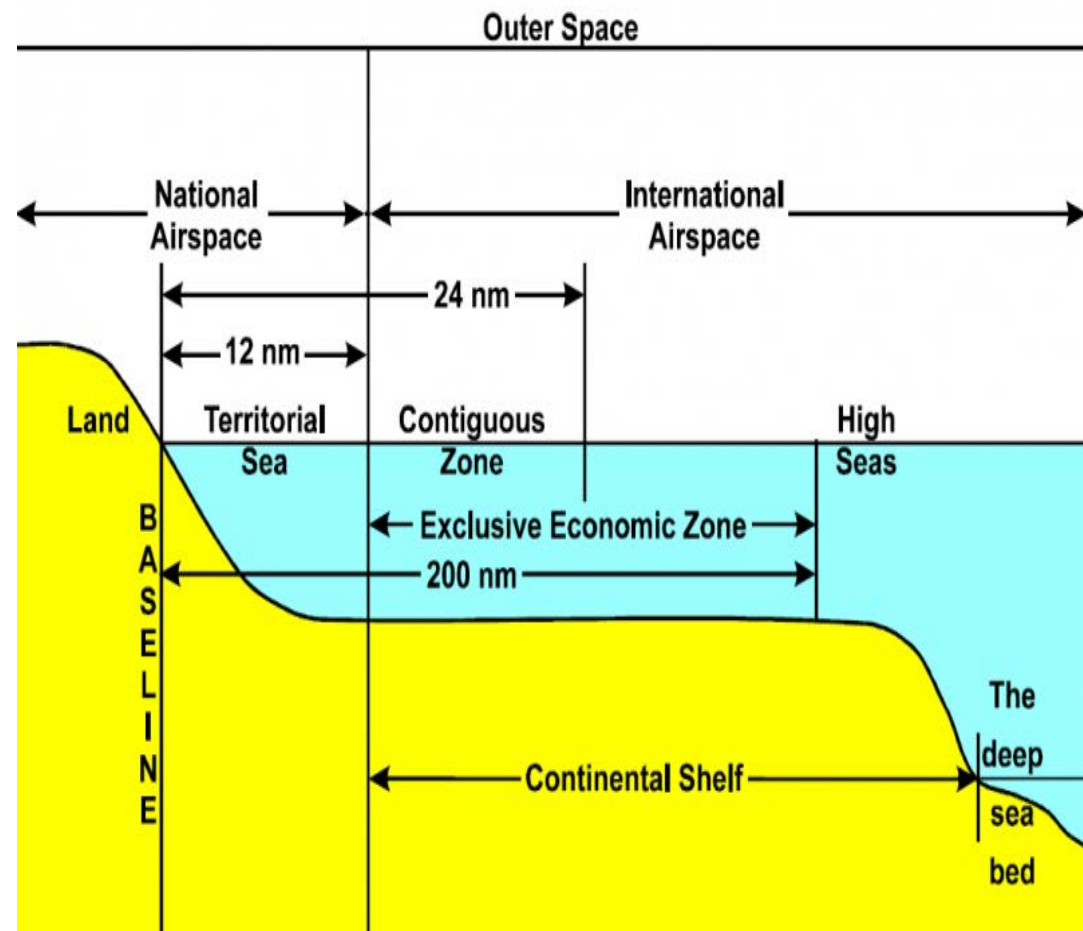 Outer Space
National
Airspace
International
Airspace
24 nm
12 nm
Land
Territorial
Sea
Contiguous
Zone
High
Seas
Exclusive Economic Zone
200 nm
BASELINE
Continental Shelf
The
deep
sea
bed